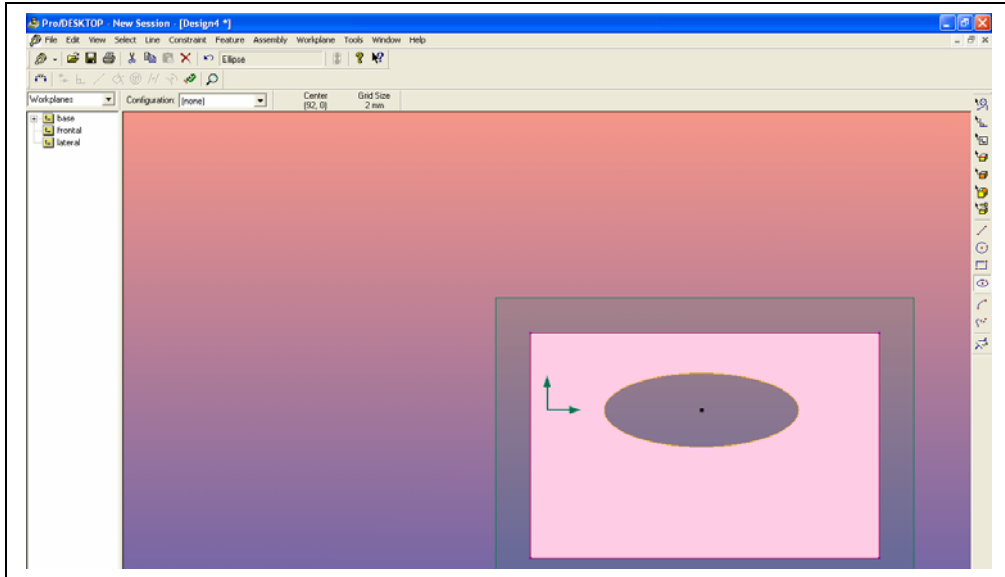 Pro/DESKTOP - New Session - [Design4 *]
File Edit View Select Line Constraint Feature Assembly Workplane Tools Window Help
Ellipse
Workplanes Configuration: (none) Center (92, 0) Grid Size 2 mm
base
frontal
lateral